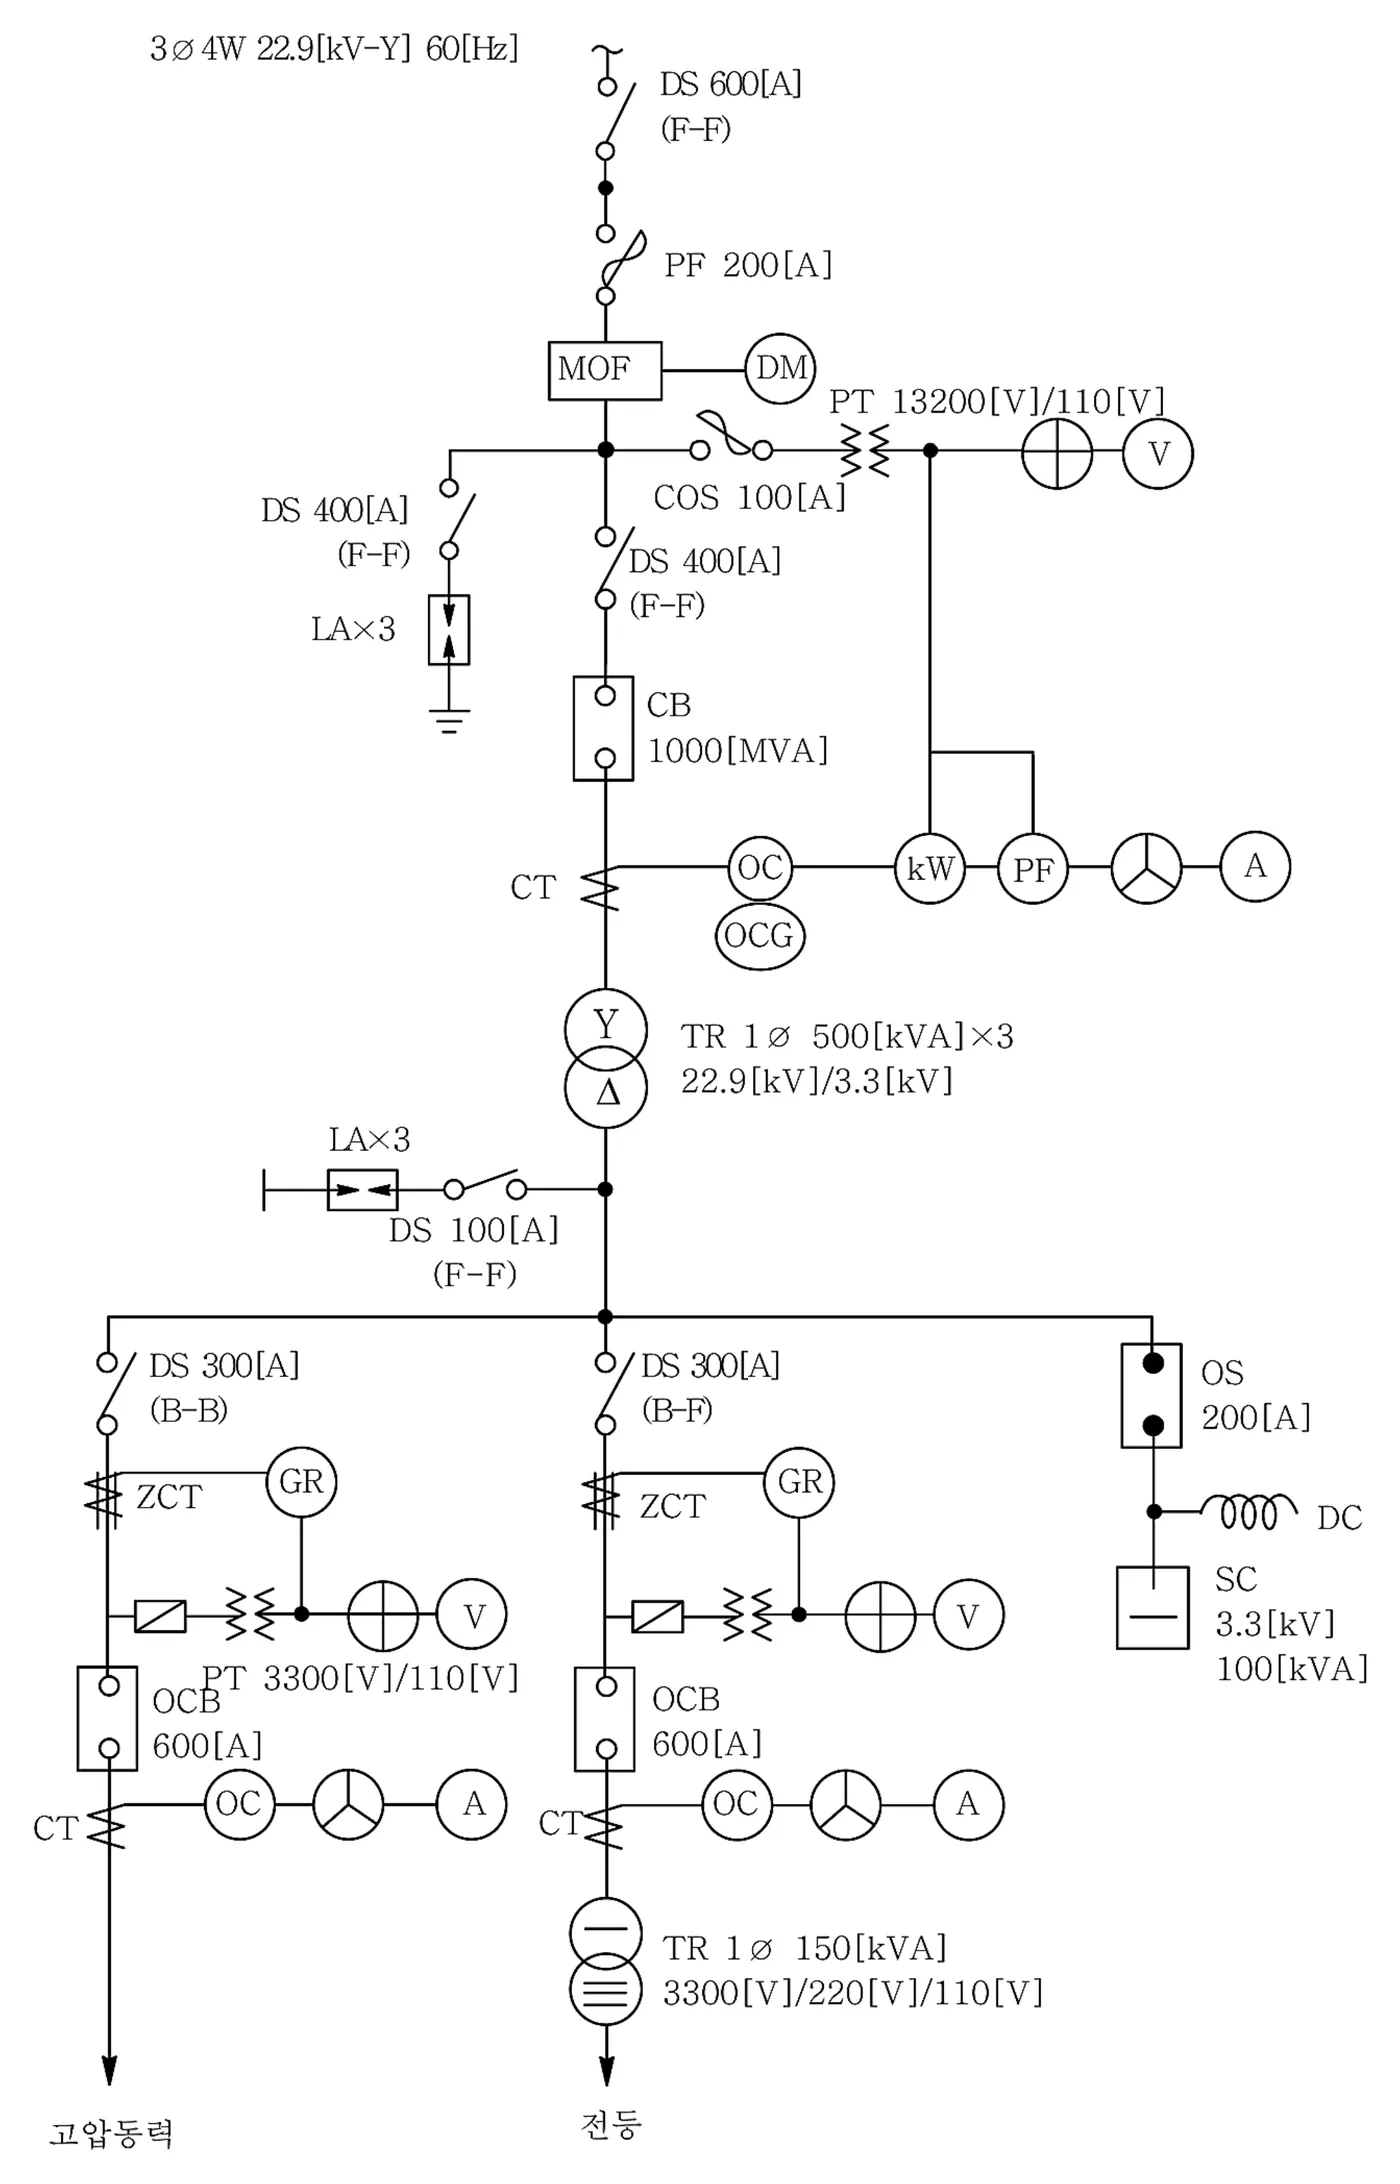 3∅4W 22.9[kV-Y] 60[Hz]
DS 600[A]
(F-F)
PF 200[A]
MOF
DM
PT 13200[V]/110[V]
V
COS 100[A]
DS 400[A]
(F-F)
DS 400[A]
(F-F)
LA×3
CB
1000[MVA]
CT
OC
kW
PF
A
OCG
Y
Δ
TR 1∅ 500[kVA]×3
22.9[kV]/3.3[kV]
LA×3
DS 100[A]
(F-F)
DS 300[A]
(B-B)
DS 300[A]
(B-F)
OS
200[A]
ZCT
GR
ZCT
GR
DC
SC
3.3[kV]
100[kVA]
V
V
PT 3300[V]/110[V]
OCB
600[A]
OCB
600[A]
CT
OC
A
CT
OC
A
TR 1∅ 150[kVA]
3300[V]/220[V]/110[V]
고압동력
전등